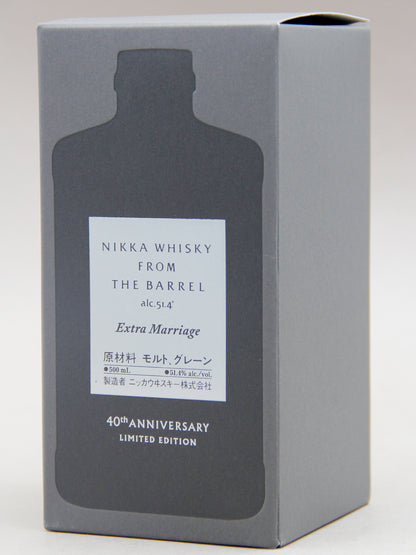 NIKKA WHISKY
FROM
THE BARREL
alc.51.4°
Extra Marriage
原材料 モルト、グレーン
●500 mL ●51.4% alc./vol.
製造者 ニッカウヰスキー株式会社
40th ANNIVERSARY
LIMITED EDITION